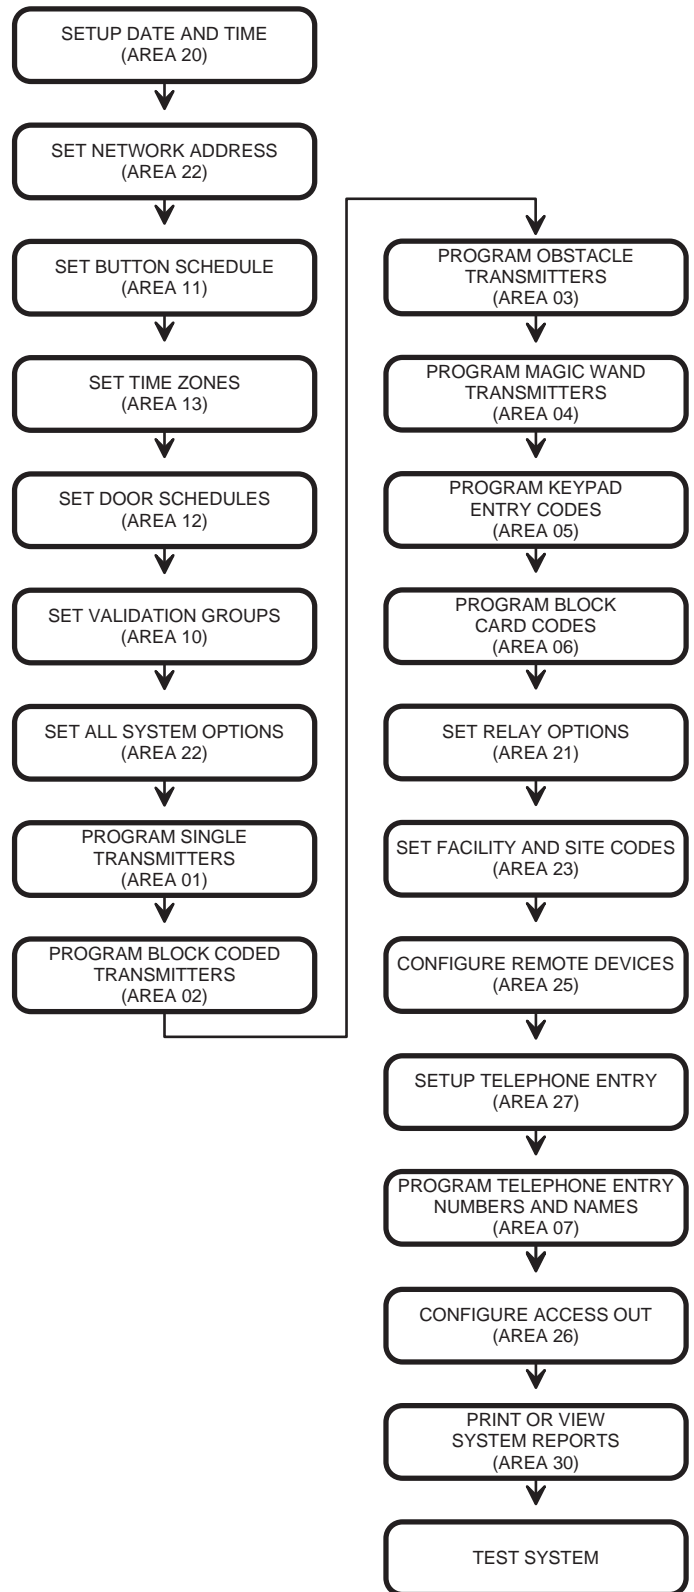 SETUP DATE AND TIME
(AREA 20)
SET NETWORK ADDRESS
(AREA 22)
SET BUTTON SCHEDULE
(AREA 11)
SET TIME ZONES
(AREA 13)
SET DOOR SCHEDULES
(AREA 12)
SET VALIDATION GROUPS
(AREA 10)
SET ALL SYSTEM OPTIONS
(AREA 22)
PROGRAM SINGLE
TRANSMITTERS
(AREA 01)
PROGRAM BLOCK CODED
TRANSMITTERS
(AREA 02)
PROGRAM OBSTACLE
TRANSMITTERS
(AREA 03)
PROGRAM MAGIC WAND
TRANSMITTERS
(AREA 04)
PROGRAM KEYPAD
ENTRY CODES
(AREA 05)
PROGRAM BLOCK
CARD CODES
(AREA 06)
SET RELAY OPTIONS
(AREA 21)
SET FACILITY AND SITE CODES
(AREA 23)
CONFIGURE REMOTE DEVICES
(AREA 25)
SETUP TELEPHONE ENTRY
(AREA 27)
PROGRAM TELEPHONE ENTRY
NUMBERS AND NAMES
(AREA 07)
CONFIGURE ACCESS OUT
(AREA 26)
PRINT OR VIEW
SYSTEM REPORTS
(AREA 30)
TEST SYSTEM